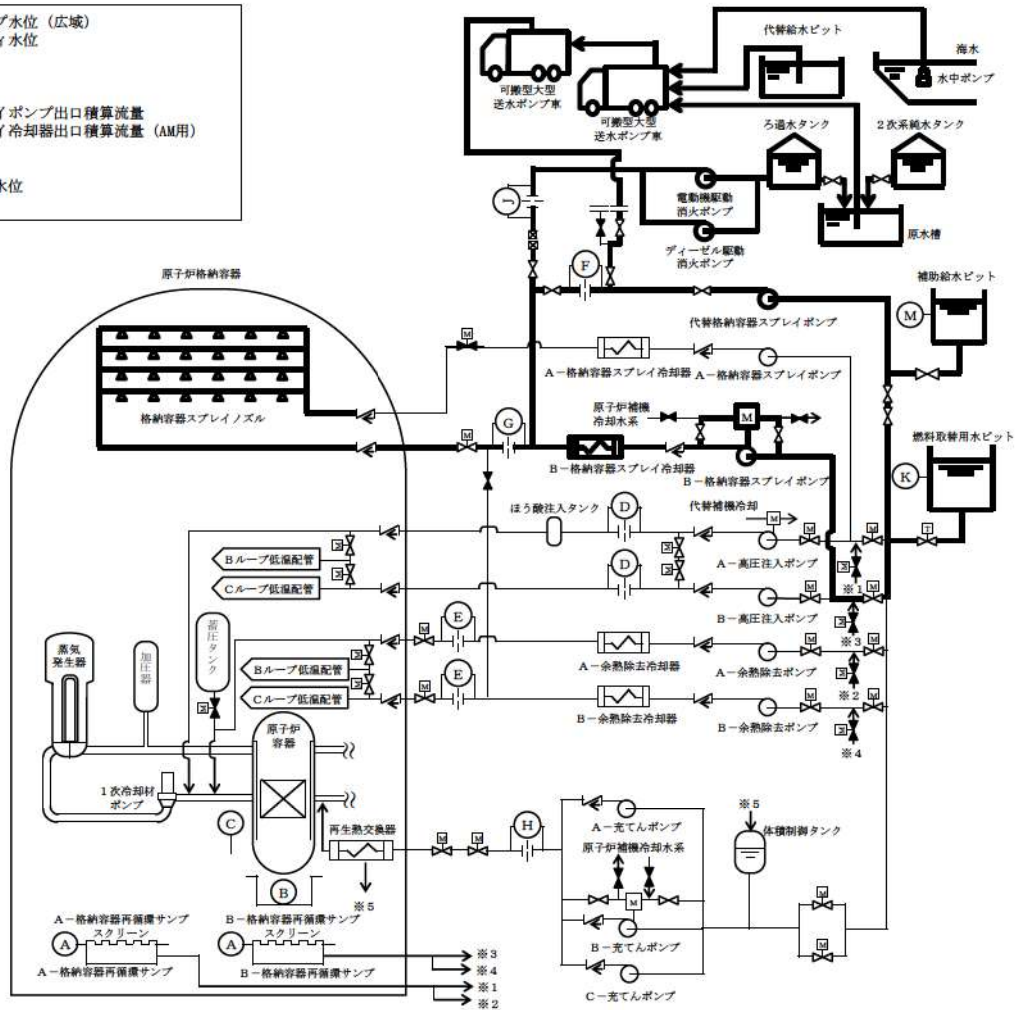 プ水位（広域）
ィ水位
イポンプ出口積算流量
イ冷却器出口積算流量（AM用）
水位
代替給水ピット
海水
水中ポンプ
可搬型大型
送水ポンプ車
可搬型大型
送水ポンプ車
ろ過水タンク
2次系純水タンク
電動機駆動
消火ポンプ
原水槽
ディーゼル駆動
消火ポンプ
J
F
補助給水ピット
M
代替格納容器スプレイポンプ
原子炉格納容器
M
A－格納容器スプレイ冷却器
A－格納容器スプレイポンプ
格納容器スプレイノズル
原子炉補機
冷却水系
M
M
G
B－格納容器スプレイ冷却器
B－格納容器スプレイポンプ
燃料取替用水ピット
K
ほう酸注入タンク
D
代替補機冷却
M
M
M
T
M
M
A－高圧注入ポンプ
M
※1
Bループ低温配管
Cループ低温配管
M
D
M
M
M
B－高圧注入ポンプ
M
※3
蓄圧タンク
M
E
M
M
A－余熱除去冷却器
A－余熱除去ポンプ
M
※2
蒸気
発生器
加圧器
Bループ低温配管
Cループ低温配管
M
M
M
E
M
M
B－余熱除去冷却器
B－余熱除去ポンプ
M
※4
M
原子炉
容器
1次冷却材
ポンプ
C
B
再生熱交換器
※5
M
M
H
A－充てんポンプ
原子炉補機冷却水系
M
B－充てんポンプ
C－充てんポンプ
※5
体積制御タンク
M
M
A－格納容器再循環サンプ
スクリーン
A
A－格納容器再循環サンプ
B－格納容器再循環サンプ
スクリーン
A
B－格納容器再循環サンプ
※3
※4
※1
※2